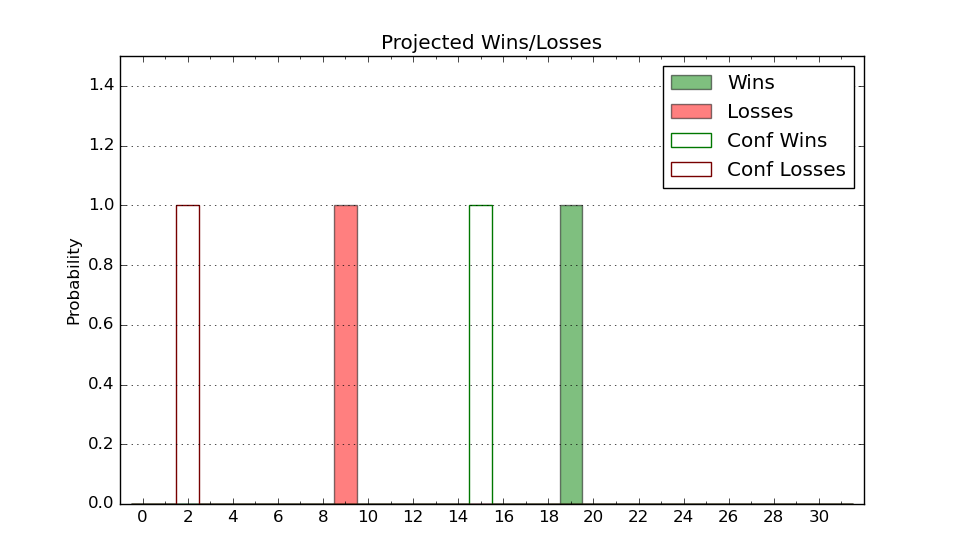 Projected Wins/Losses
Wins
Losses
Conf Wins
Conf Losses
Probability
1.4
1.2
1.0
0.8
0.6
0.4
0.2
0.0
0 2 4 6 8 10 12 14 16 18 20 22 24 26 28 30